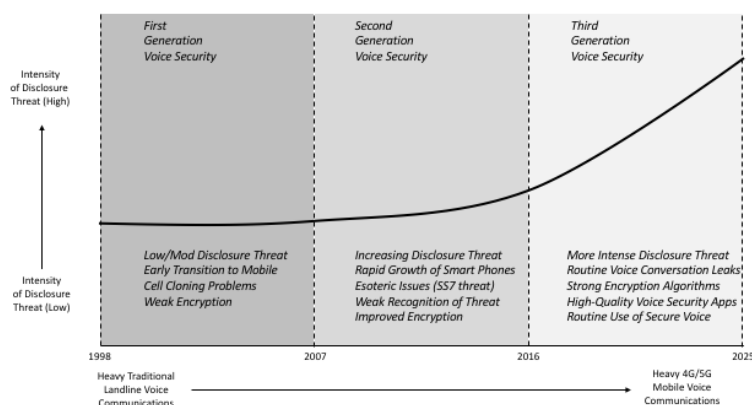 First
Generation
Voice Security
Second
Generation
Voice Security
Third
Generation
Voice Security
Intensity
of Disclosure
Threat (High)
Intensity
of Disclosure
Threat (Low)
Low/Mod Disclosure Threat
Early Transition to Mobile
Cell Cloning Problems
Weak Encryption
Increasing Disclosure Threat
Rapid Growth of Smart Phones
Esoteric Issues (SS7 threat)
Weak Recognition of Threat
Improved Encryption
More Intense Disclosure Threat
Routine Voice Conversation Leaks
Strong Encryption Algorithms
High-Quality Voice Security Apps
Routine Use of Secure Voice
1998
2007
2016
2025
Heavy Traditional
Landline Voice
Communications
Heavy 4G/5G
Mobile Voice
Communications